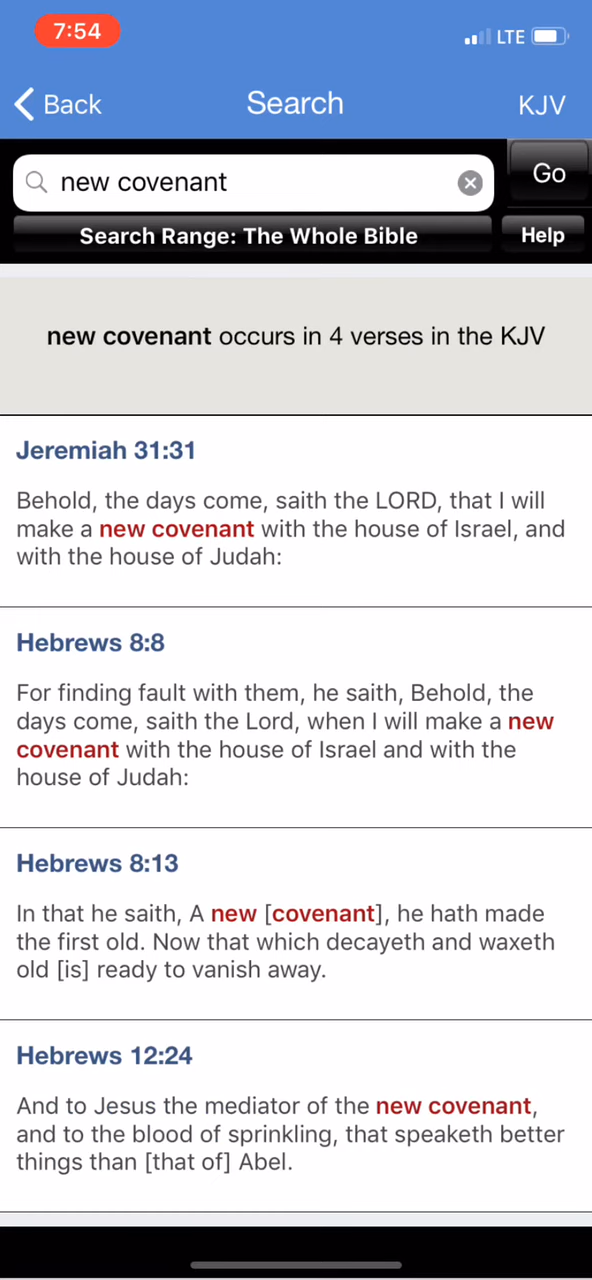 7:54
LTE
Back
Search
KJV
new covenant
Go
Search Range: The Whole Bible
Help
new covenant occurs in 4 verses in the KJV
Jeremiah 31:31
Behold, the days come, saith the LORD, that I will
make a new covenant with the house of Israel, and
with the house of Judah:
Hebrews 8:8
For finding fault with them, he saith, Behold, the
days come, saith the Lord, when I will make a new
covenant with the house of Israel and with the
house of Judah:
Hebrews 8:13
In that he saith, A new [covenant], he hath made
the first old. Now that which decayeth and waxeth
old [is] ready to vanish away.
Hebrews 12:24
And to Jesus the mediator of the new covenant,
and to the blood of sprinkling, that speaketh better
things than [that of] Abel.